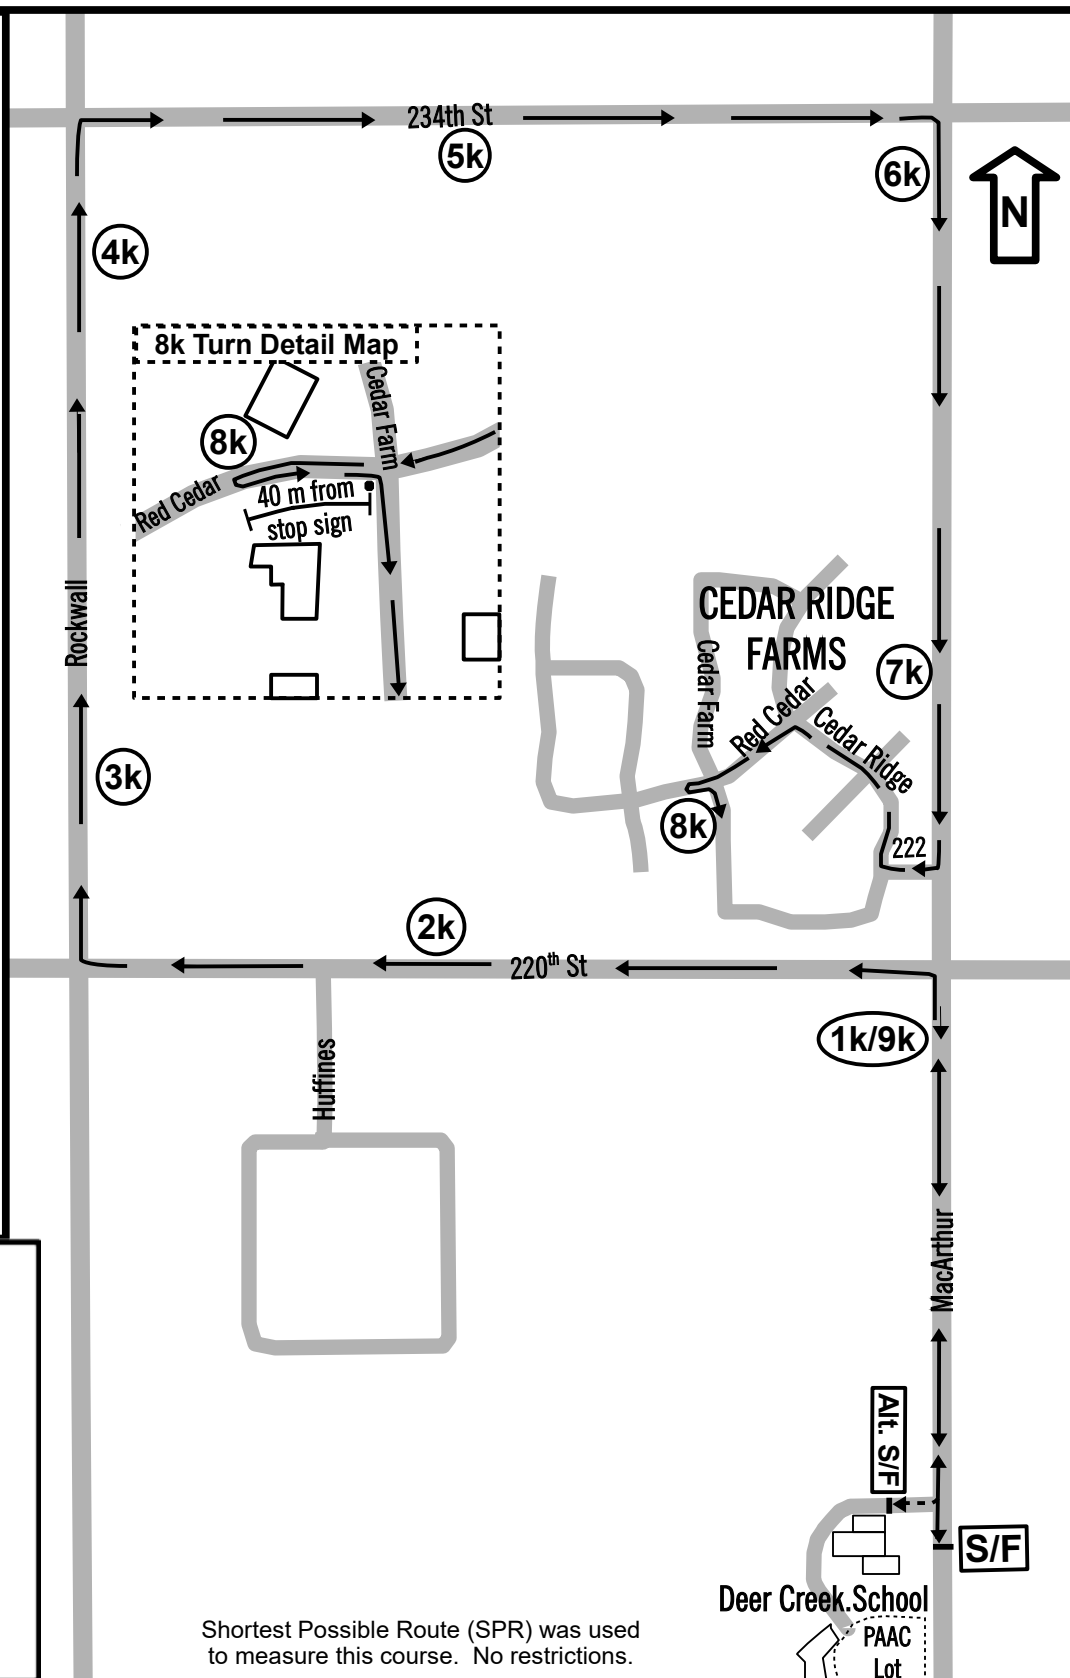 234th St
5k
6k
N
4k
8k Turn Detail Map
Cedar Farm
8k
Red Cedar
40 m from
stop sign
Rockwall
CEDAR RIDGE
FARMS
Cedar Farm
Red Cedar
Cedar Ridge
7k
3k
8k
222
2k
220th St
1k/9k
Huffines
MacArthur
Alt. S/F
S/F
Deer Creek.School
PAAC
Lot
Shortest Possible Route (SPR) was used
to measure this course. No restrictions.